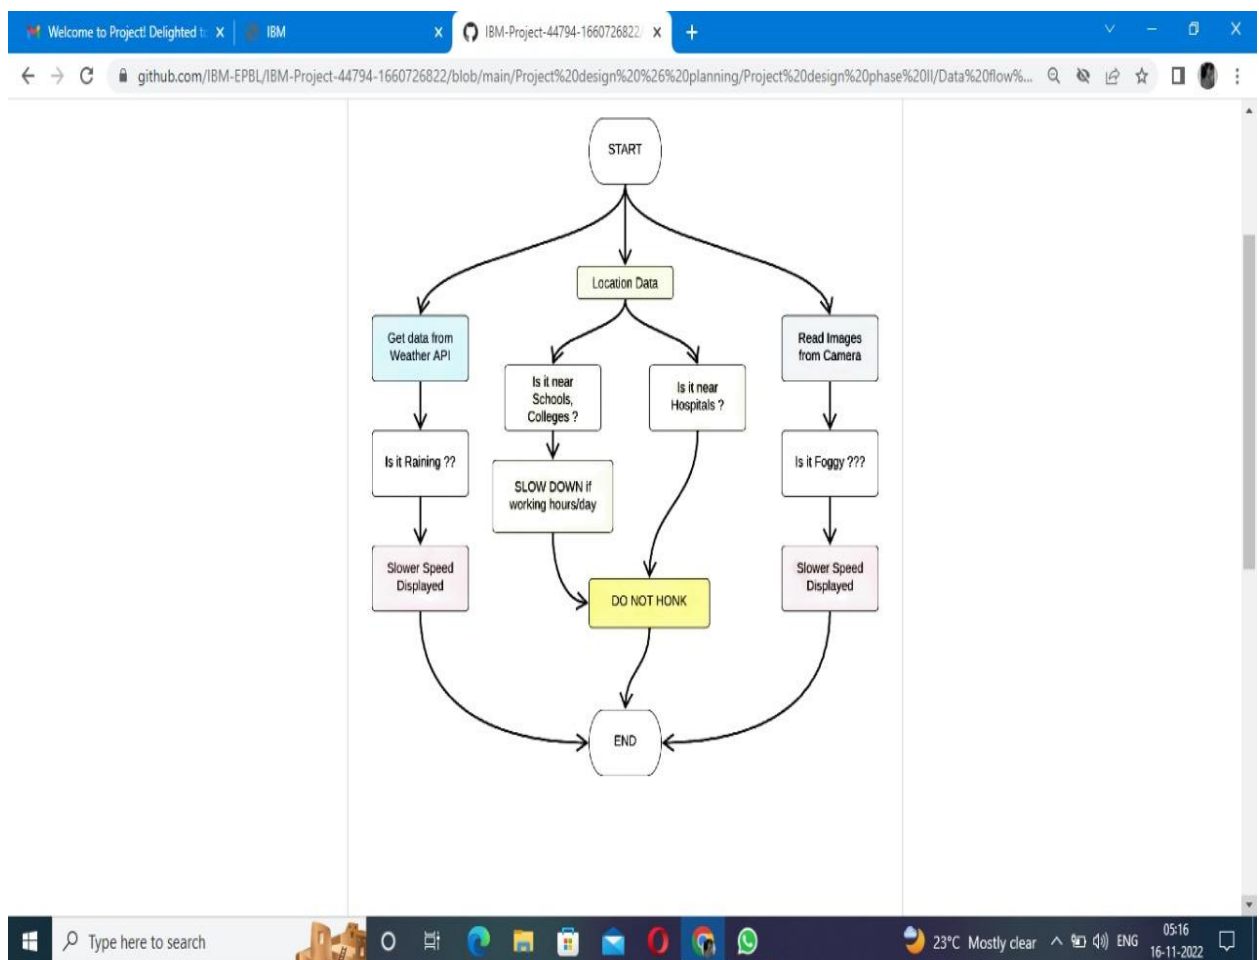 Welcome to Project! Delighted t
IBM
IBM-Project-44794-1660726822/
github.com/IBM-EPBL/IBM-Project-44794-1660726822/blob/main/Project%20design%20%26%20planning/Project%20design%20phase%20II/Data%20flow%...
START
Location Data
Get data from
Weather API
Read Images
from Camera
Is it near
Schools,
Colleges ?
Is it near
Hospitals ?
Is it Raining ??
Is it Foggy ???
SLOW DOWN if
working hours/day
Slower Speed
Displayed
DO NOT HONK
Slower Speed
Displayed
END
Type here to search
23°C Mostly clear
ENG
05:16
16-11-2022